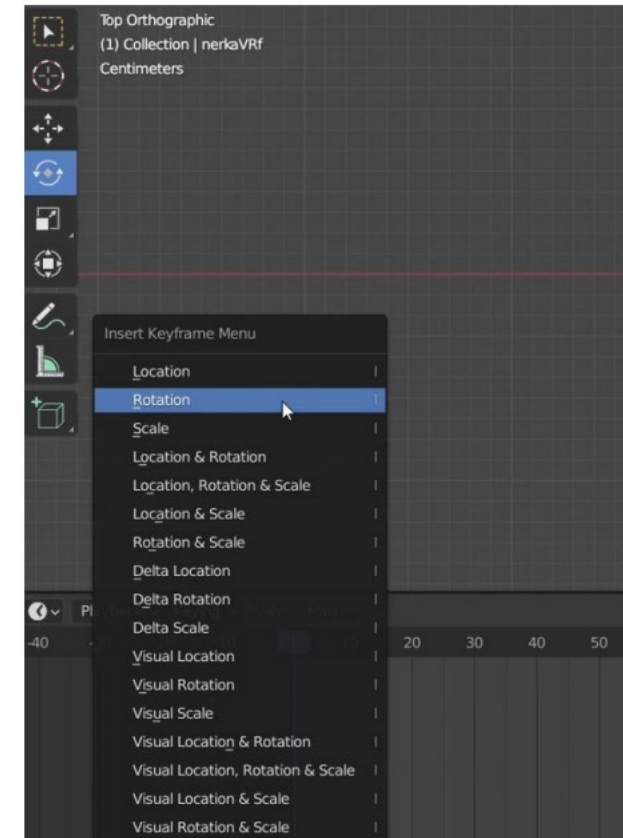 Top Orthographic
(1) Collection | nerkaVRf
Centimeters
Insert Keyframe Menu
Location I
Rotation I
Scale I
Location & Rotation I
Location, Rotation & Scale I
Location & Scale I
Rotation & Scale I
Delta Location I
Delta Rotation I
Delta Scale I
Visual Location I
Visual Rotation I
Visual Scale I
Visual Location & Rotation I
Visual Location, Rotation & Scale I
Visual Location & Scale I
Visual Rotation & Scale I
-40 20 30 40 50